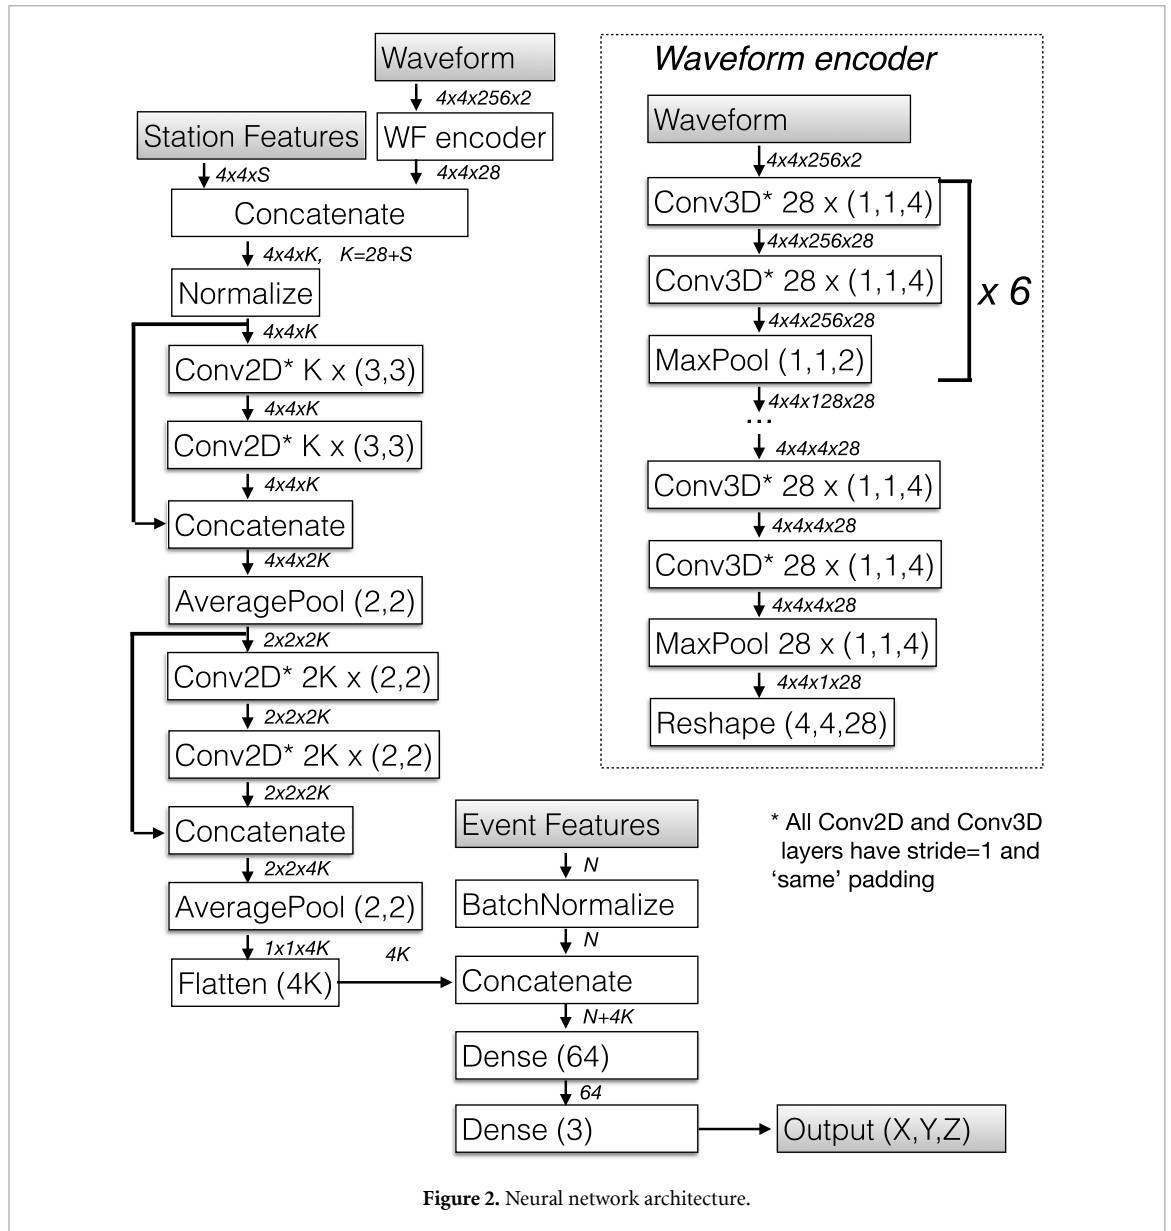 Waveform
4x4x256x2
Station Features
WF encoder
4x4xS
4x4x28
Concatenate
4x4xK, K=28+S
Normalize
4x4xK
Conv2D* K x (3,3)
4x4xK
Conv2D* K x (3,3)
4x4xK
Concatenate
4x4x2K
AveragePool (2,2)
2x2x2K
Conv2D* 2K x (2,2)
2x2x2K
Conv2D* 2K x (2,2)
2x2x2K
Concatenate
2x2x4K
AveragePool (2,2)
1x1x4K
Flatten (4K)
4K
Event Features
N
BatchNormalize
N
Concatenate
N+4K
Dense (64)
64
Dense (3)
Output (X,Y,Z)
Waveform encoder
Waveform
4x4x256x2
Conv3D* 28 x (1,1,4)
4x4x256x28
Conv3D* 28 x (1,1,4)
4x4x256x28
MaxPool (1,1,2)
x 6
4x4x128x28
...
4x4x4x28
Conv3D* 28 x (1,1,4)
4x4x4x28
Conv3D* 28 x (1,1,4)
4x4x4x28
MaxPool 28 x (1,1,4)
4x4x1x28
Reshape (4,4,28)
* All Conv2D and Conv3D
layers have stride=1 and
‘same’ padding
Figure 2. Neural network architecture.